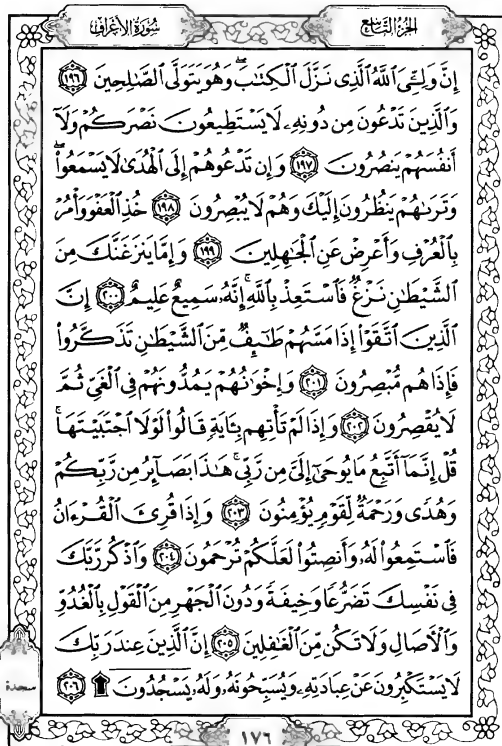 الجزء التاسع
سورة الأعراف
إِنَّ وَلِـِّۧيَ ٱللَّهُ ٱلَّذِى نَزَّلَ ٱلْكِتَـٰبَ ۖ وَهُوَ يَتَوَلَّى ٱلصَّـٰلِحِينَ ۝١٩٦
وَٱلَّذِينَ تَدْعُونَ مِن دُونِهِۦ لَا يَسْتَطِيعُونَ نَصْرَكُمْ وَلَآ
أَنفُسَهُمْ يَنصُرُونَ ۝١٩٧ وَإِن تَدْعُوهُمْ إِلَى ٱلْهُدَىٰ لَا يَسْمَعُوا۟ ۖ
وَتَرَىٰهُمْ يَنظُرُونَ إِلَيْكَ وَهُمْ لَا يُبْصِرُونَ ۝١٩٨ خُذِ ٱلْعَفْوَ وَأْمُرْ
بِٱلْعُرْفِ وَأَعْرِضْ عَنِ ٱلْجَـٰهِلِينَ ۝١٩٩ وَإِمَّا يَنزَغَنَّكَ مِنَ
ٱلشَّيْطَـٰنِ نَزْغٌ فَٱسْتَعِذْ بِٱللَّهِ ۚ إِنَّهُۥ سَمِيعٌ عَلِيمٌ ۝٢٠٠ إِنَّ
ٱلَّذِينَ ٱتَّقَوْا۟ إِذَا مَسَّهُمْ طَـٰٓئِفٌ مِّنَ ٱلشَّيْطَـٰنِ تَذَكَّرُوا۟
فَإِذَا هُم مُّبْصِرُونَ ۝٢٠١ وَإِخْوَٰنُهُمْ يَمُدُّونَهُمْ فِى ٱلْغَىِّ ثُمَّ
لَا يُقْصِرُونَ ۝٢٠٢ وَإِذَا لَمْ تَأْتِهِم بِـَٔايَةٍ قَالُوا۟ لَوْلَا ٱجْتَبَيْتَهَا ۚ
قُلْ إِنَّمَآ أَتَّبِعُ مَا يُوحَىٰٓ إِلَىَّ مِن رَّبِّى ۚ هَـٰذَا بَصَآئِرُ مِن رَّبِّكُمْ
وَهُدًى وَرَحْمَةٌ لِّقَوْمٍ يُؤْمِنُونَ ۝٢٠٣ وَإِذَا قُرِئَ ٱلْقُرْءَانُ
فَٱسْتَمِعُوا۟ لَهُۥ وَأَنصِتُوا۟ لَعَلَّكُمْ تُرْحَمُونَ ۝٢٠٤ وَٱذْكُر رَّبَّكَ
فِى نَفْسِكَ تَضَرُّعًا وَخِيفَةً وَدُونَ ٱلْجَهْرِ مِنَ ٱلْقَوْلِ بِٱلْغُدُوِّ
وَٱلْـَٔاصَالِ وَلَا تَكُن مِّنَ ٱلْغَـٰفِلِينَ ۝٢٠٥ إِنَّ ٱلَّذِينَ عِندَ رَبِّكَ
لَا يَسْتَكْبِرُونَ عَنْ عِبَادَتِهِۦ وَيُسَبِّحُونَهُۥ وَلَهُۥ يَسْجُدُونَ ۩ ۝٢٠٦
سجدة
١٧٦